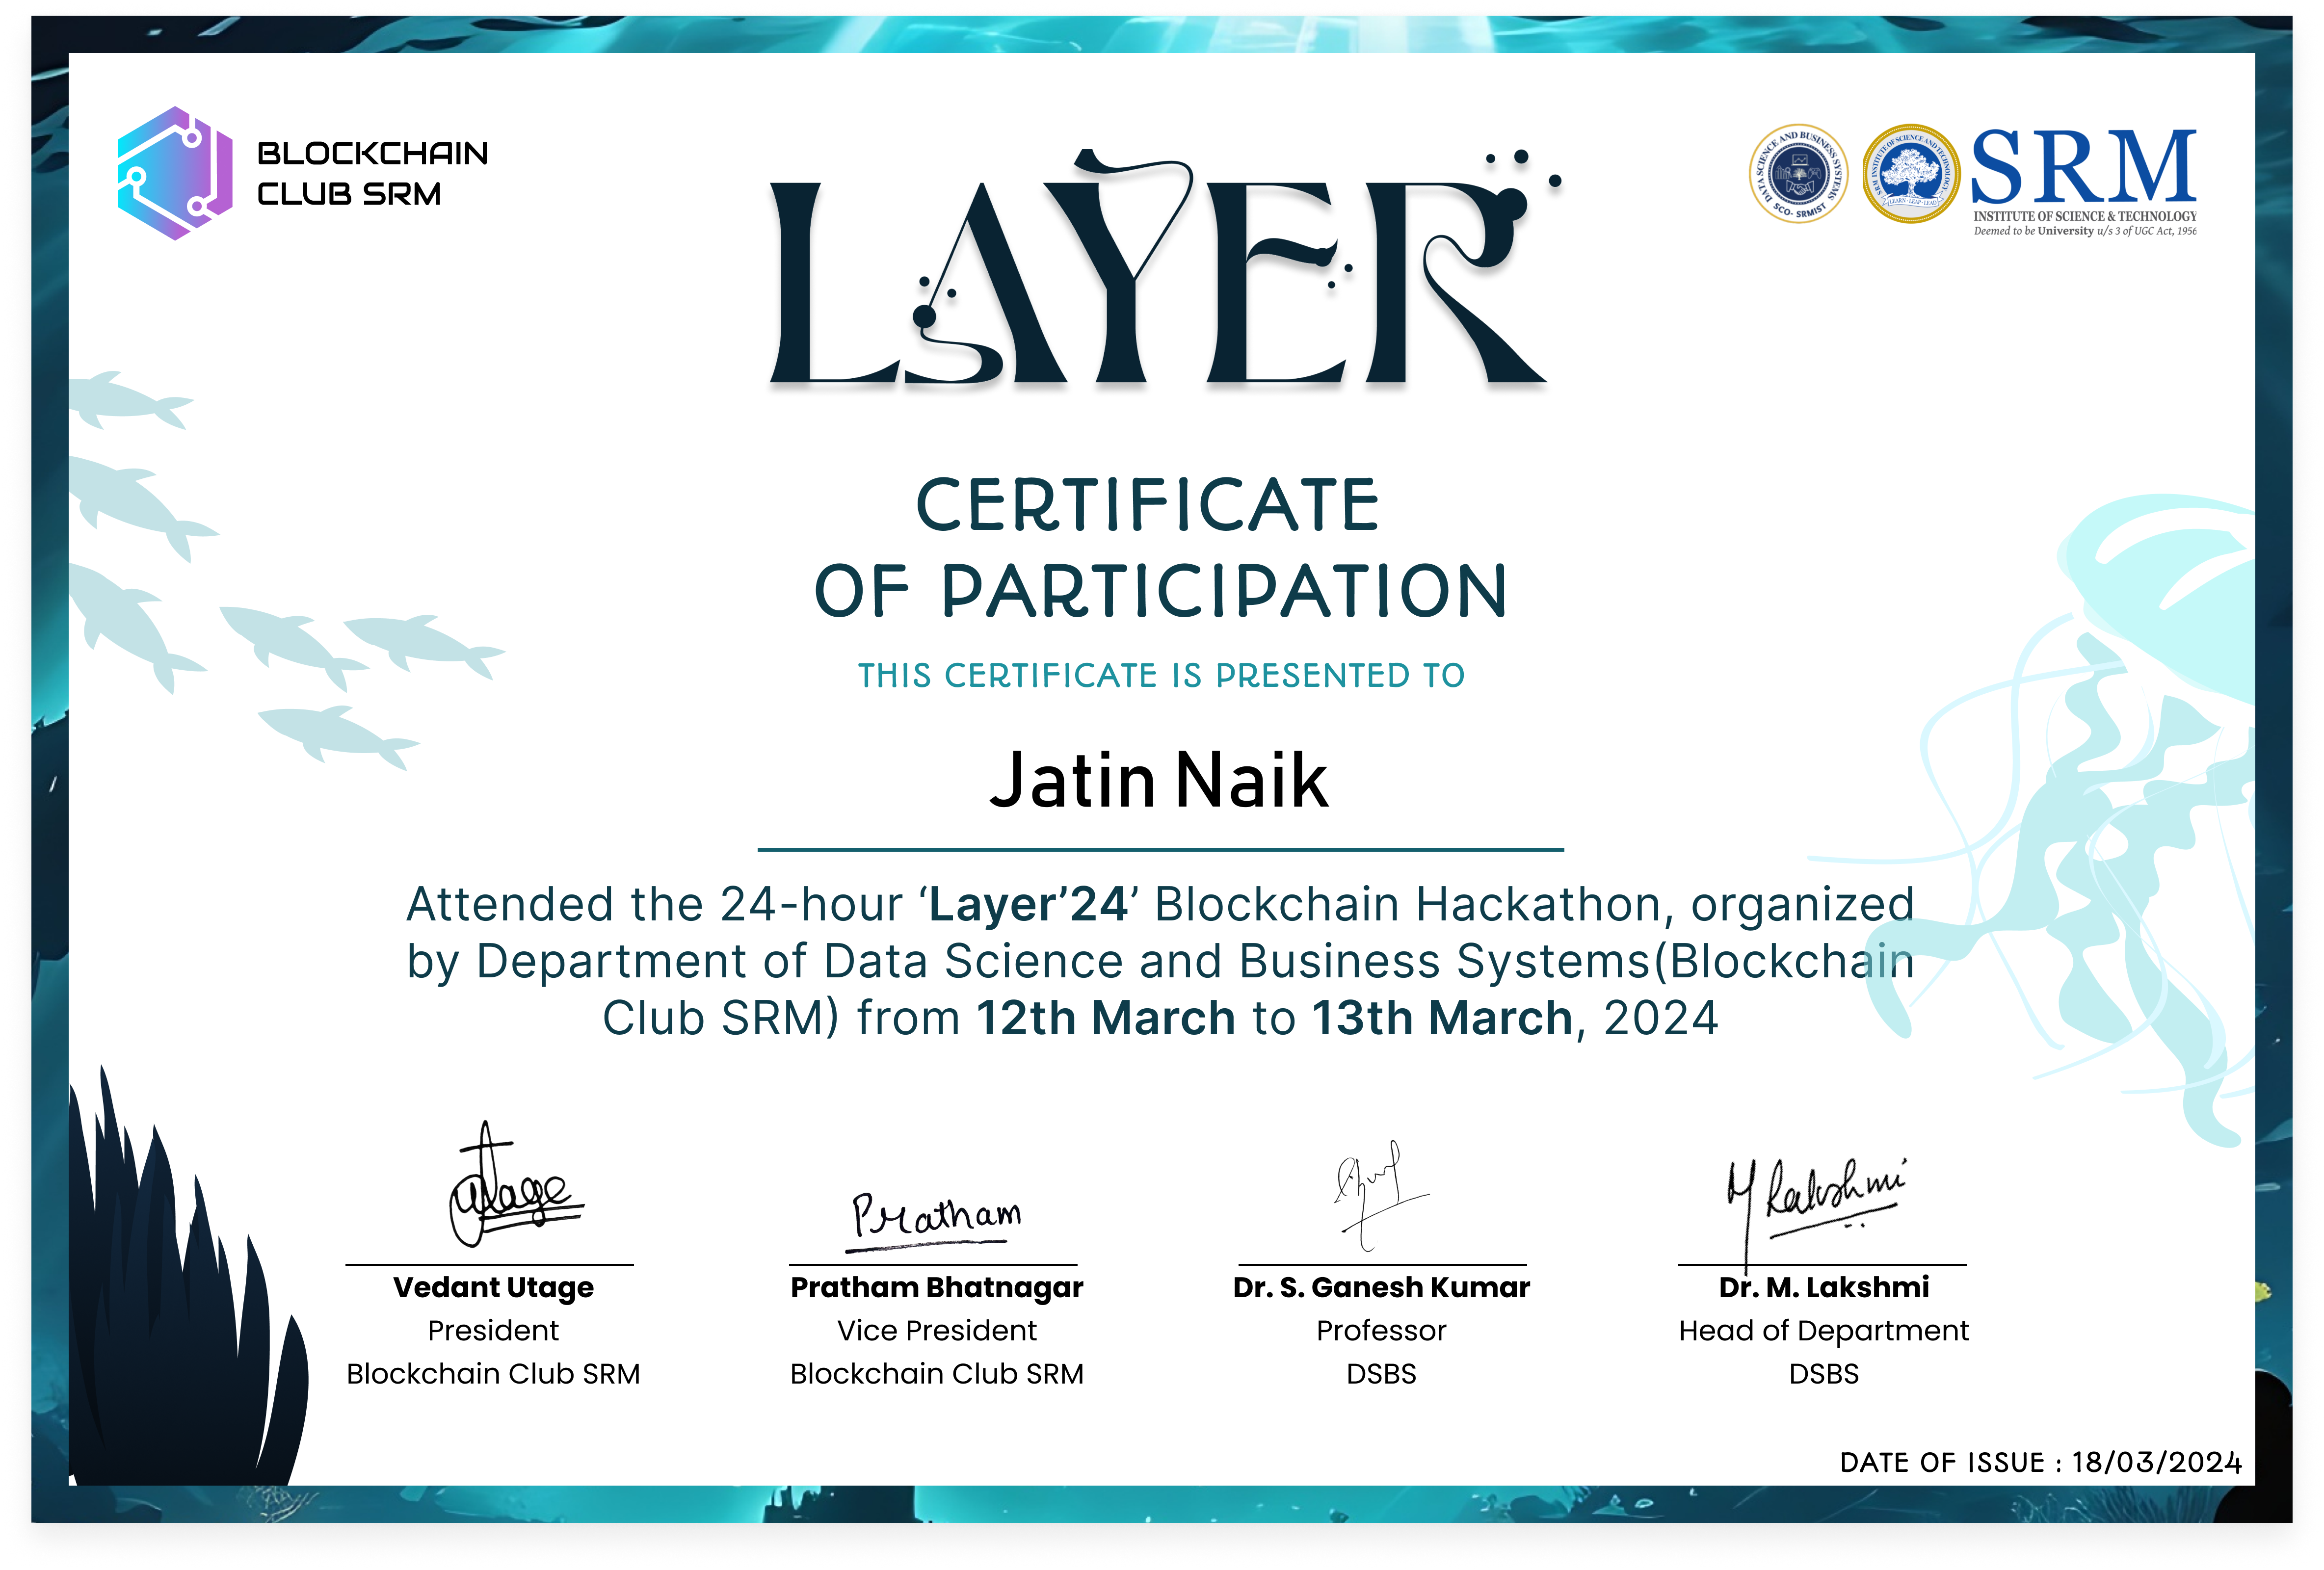 BLOCKCHAIN
CLUB SRM
DATA SCIENCE AND BUSINESS SYSTEMS
SCO- SRMIST
SRM INSTITUTE OF SCIENCE AND TECHNOLOGY
LEARN - LEAP - LEAD
SRM
INSTITUTE OF SCIENCE & TECHNOLOGY
Deemed to be University u/s 3 of UGC Act, 1956
LAYER
CERTIFICATE
OF PARTICIPATION
THIS CERTIFICATE IS PRESENTED TO
Jatin Naik
Attended the 24-hour ‘Layer’24’ Blockchain Hackathon, organized
by Department of Data Science and Business Systems(Blockchain
Club SRM) from 12th March to 13th March, 2024
Utage
Pratham
M Lakshmi
Vedant Utage
President
Blockchain Club SRM
Pratham Bhatnagar
Vice President
Blockchain Club SRM
Dr. S. Ganesh Kumar
Professor
DSBS
Dr. M. Lakshmi
Head of Department
DSBS
DATE OF ISSUE : 18/03/2024